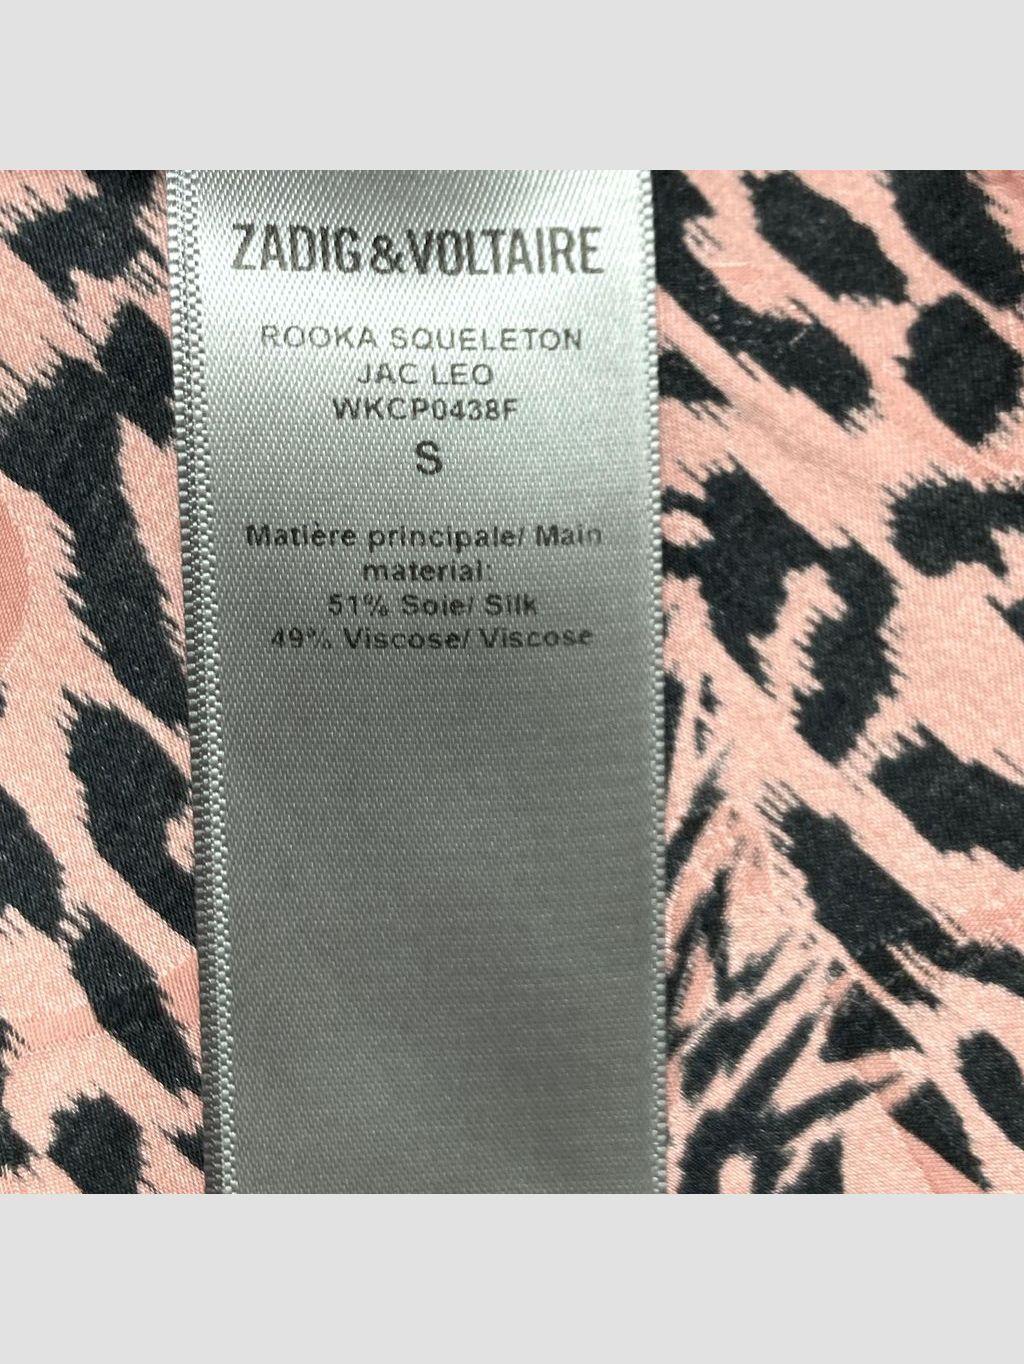 ZADIG&VOLTAIRE
ROOKA SQUELETON
JAC LEO
WKCP0438F
S
Matière principale/ Main
material:
51% Soie/ Silk
49% Viscose/ Viscose